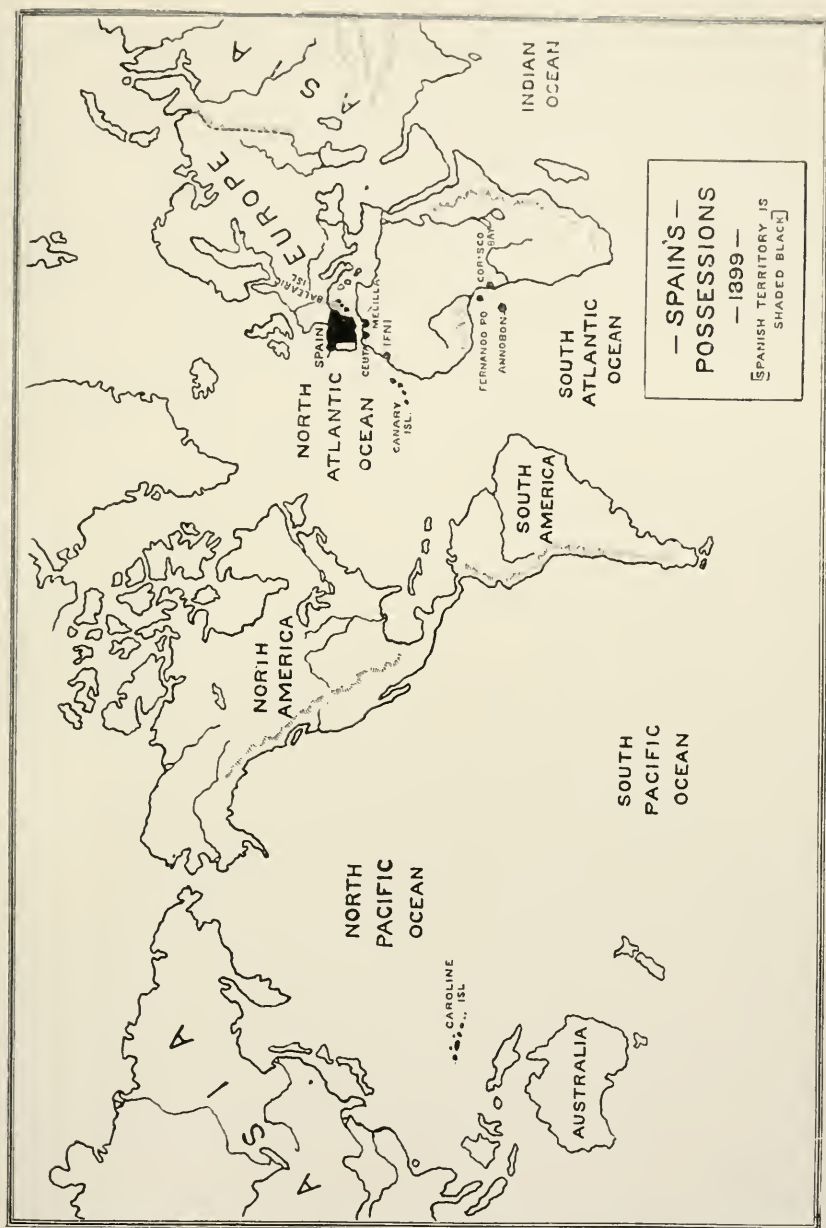 — SPAIN'S —
POSSESSIONS
— 1899 —
[SPANISH TERRITORY IS
SHADED BLACK]
ASIA
NORTH
AMERICA
NORTH
ATLANTIC
OCEAN
EUROPE
ASIA
SPAIN
BALEARIC
ISL
CEUTA
MELILLA
IFNI
CANARY
ISL.
FERNANDO PO
ANNOBON
CORISCO
BAY
INDIAN
OCEAN
NORTH
PACIFIC
OCEAN
CAROLINE
ISL
SOUTH
AMERICA
SOUTH
ATLANTIC
OCEAN
AUSTRALIA
SOUTH
PACIFIC
OCEAN